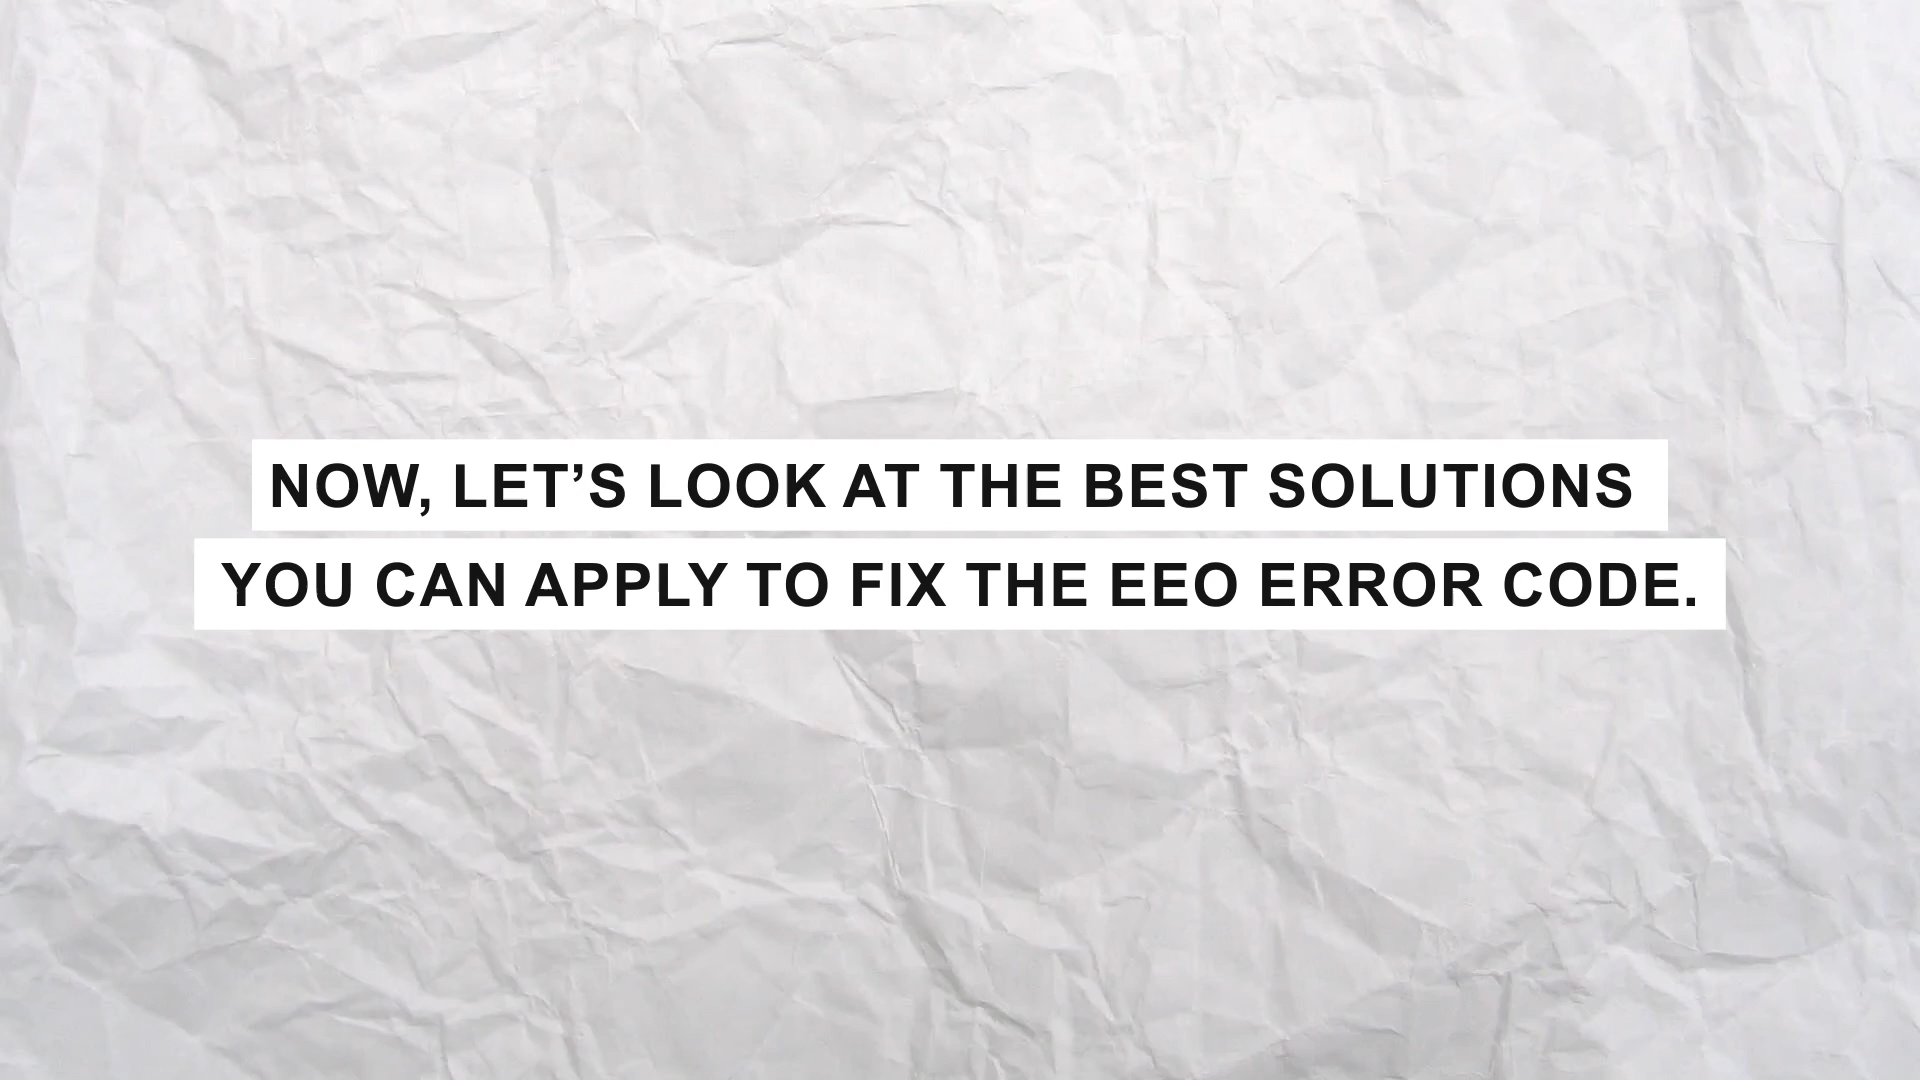 NOW, LET’S LOOK AT THE BEST SOLUTIONS
YOU CAN APPLY TO FIX THE EEO ERROR CODE.